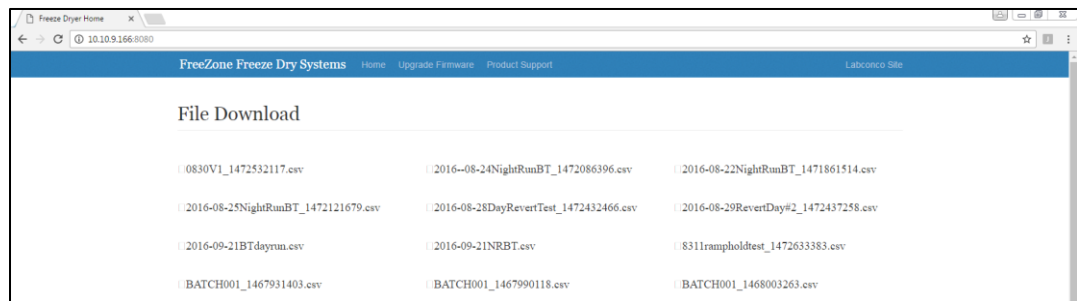 Freeze Dryer Home
10.10.9.166:8080
FreeZone Freeze Dry Systems Home Upgrade Firmware Product Support Labconco Site
File Download
0830V1_1472532117.csv 2016--08-24NightRunBT_1472086396.csv 2016-08-22NightRunBT_1471861514.csv
2016-08-25NightRunBT_1472121679.csv 2016-08-28DayRevertTest_1472432466.csv 2016-08-29RevertDay#2_1472437258.csv
2016-09-21BTdayrun.csv 2016-09-21NRBT.csv 8311rampholdtest_1472633383.csv
BATCH001_1467931403.csv BATCH001_1467990118.csv BATCH001_1468003263.csv